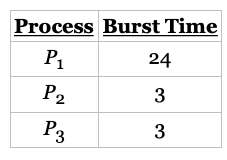 Process Burst Time
P₁ 24
P₂ 3
P₃ 3